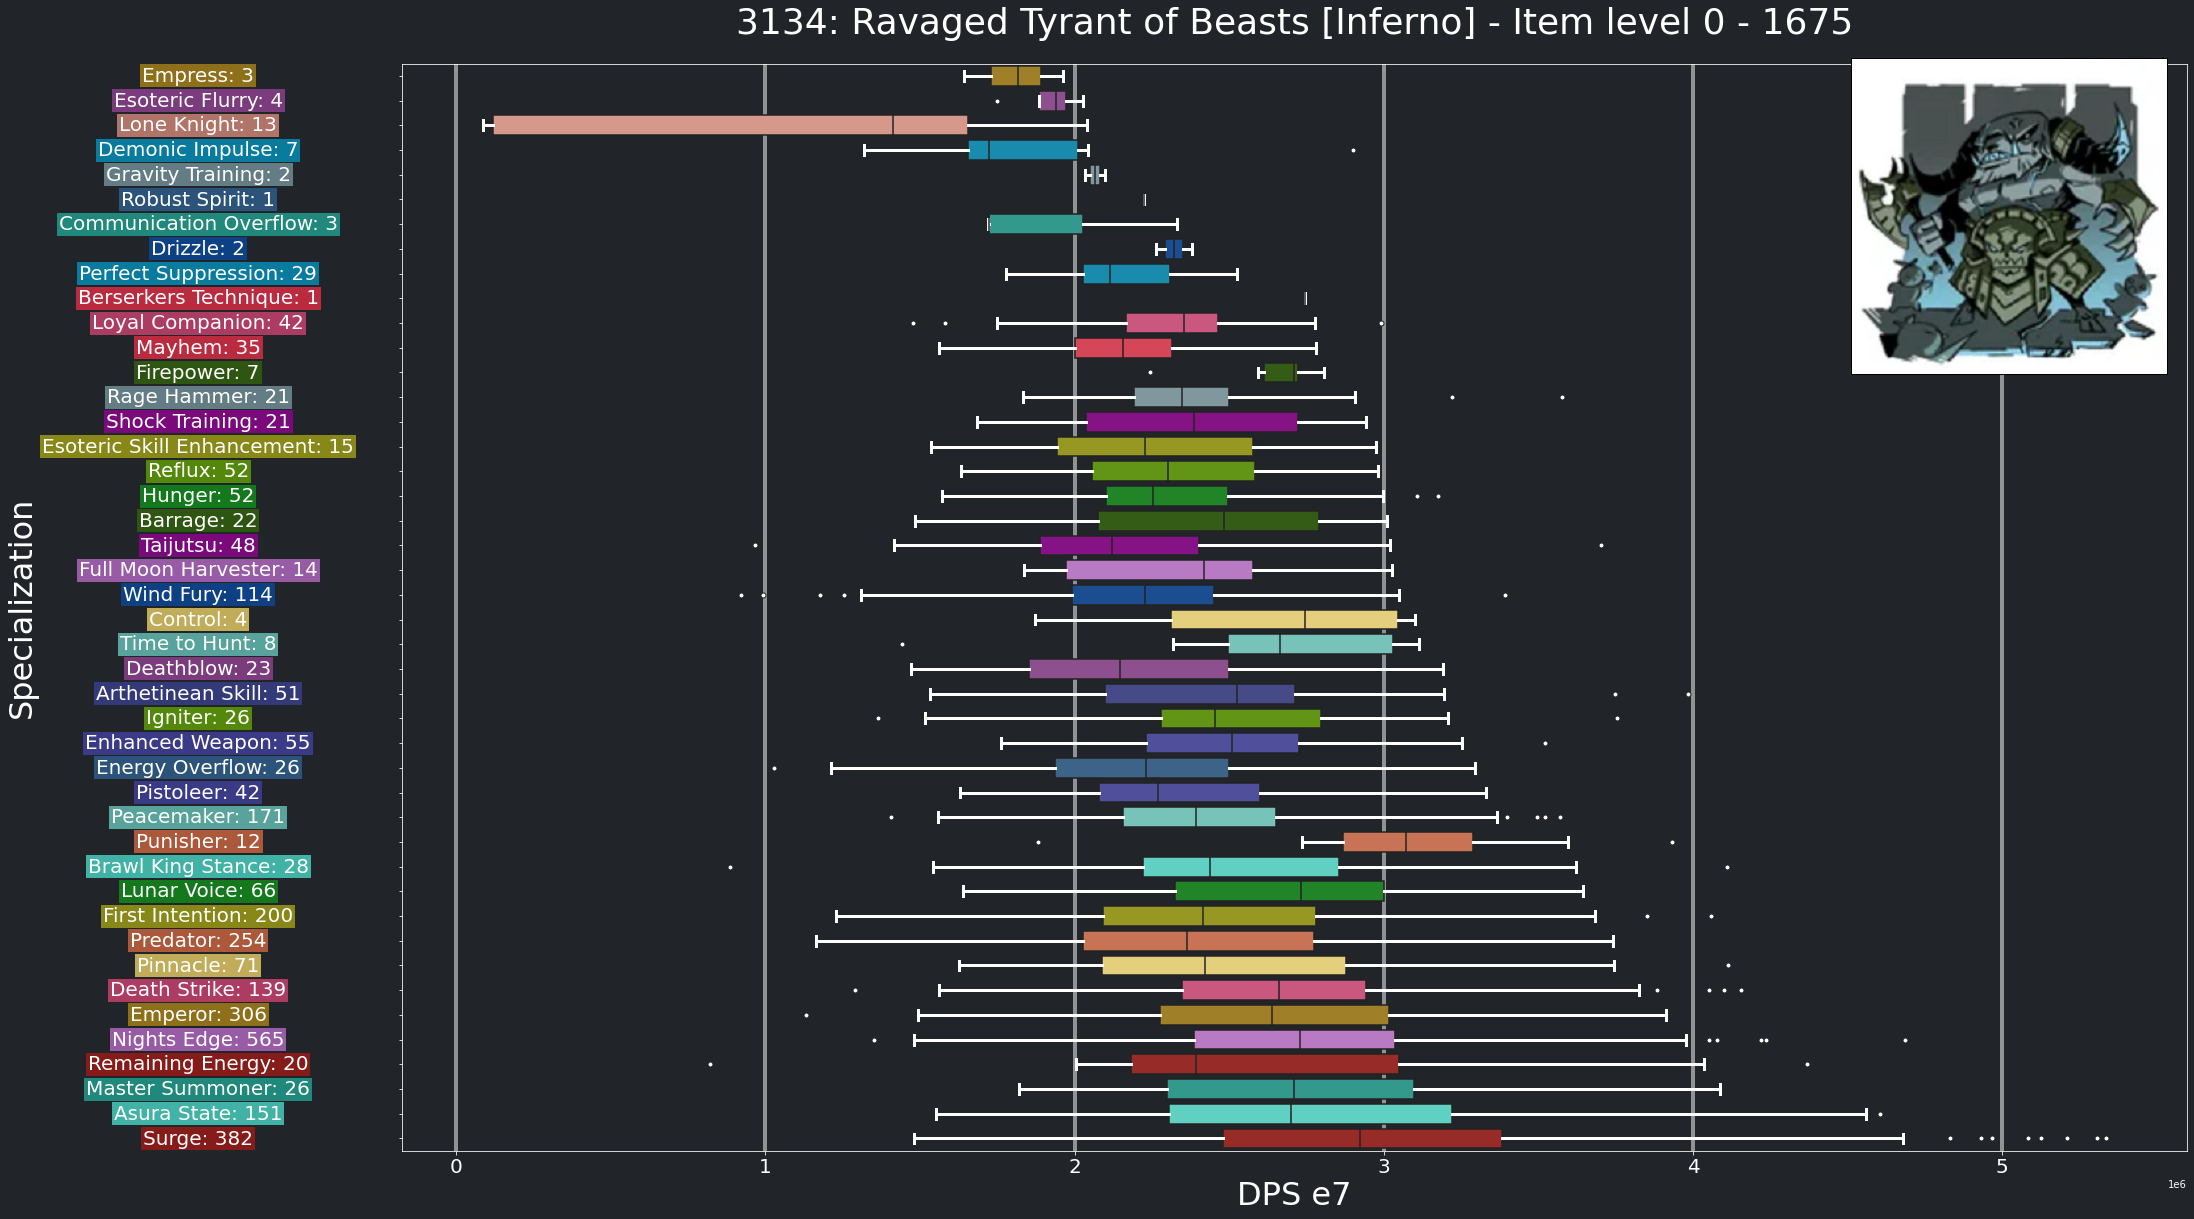 3134: Ravaged Tyrant of Beasts [Inferno] - Item level 0 - 1675
Empress: 3
Esoteric Flurry: 4
Lone Knight: 13
Demonic Impulse: 7
Gravity Training: 2
Robust Spirit: 1
Communication Overflow: 3
Drizzle: 2
Perfect Suppression: 29
Berserkers Technique: 1
Loyal Companion: 42
Mayhem: 35
Firepower: 7
Rage Hammer: 21
Shock Training: 21
Esoteric Skill Enhancement: 15
Reflux: 52
Hunger: 52
Barrage: 22
Taijutsu: 48
Full Moon Harvester: 14
Wind Fury: 114
Control: 4
Time to Hunt: 8
Deathblow: 23
Arthetinean Skill: 51
Igniter: 26
Enhanced Weapon: 55
Energy Overflow: 26
Pistoleer: 42
Peacemaker: 171
Punisher: 12
Brawl King Stance: 28
Lunar Voice: 66
First Intention: 200
Predator: 254
Pinnacle: 71
Death Strike: 139
Emperor: 306
Nights Edge: 565
Remaining Energy: 20
Master Summoner: 26
Asura State: 151
Surge: 382
Specialization
0 1 2 3 4 5
1e6
DPS e7